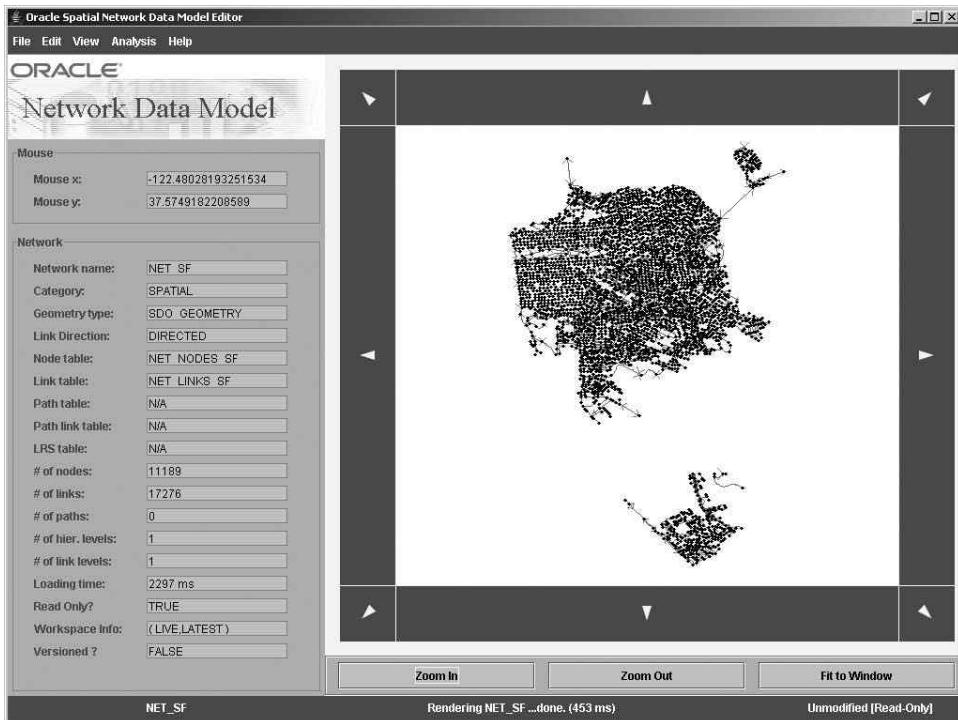 Oracle Spatial Network Data Model Editor
File Edit View Analysis Help
ORACLE
Network Data Model
Mouse
Mouse x: -122.48028193251534
Mouse y: 37.5749182208589
Network
Network name: NET_SF
Category: SPATIAL
Geometry type: SDO_GEOMETRY
Link Direction: DIRECTED
Node table: NET_NODES_SF
Link table: NET_LINKS_SF
Path table: N/A
Path link table: N/A
LRS table: N/A
# of nodes: 11189
# of links: 17276
# of paths: 0
# of hier. levels: 1
# of link levels: 1
Loading time: 2297 ms
Read Only? TRUE
Workspace Info: (LIVE,LATEST)
Versioned ? FALSE
Zoom In Zoom Out Fit to Window
NET_SF Rendering NET_SF ...done. (453 ms) Unmodified [Read-Only]